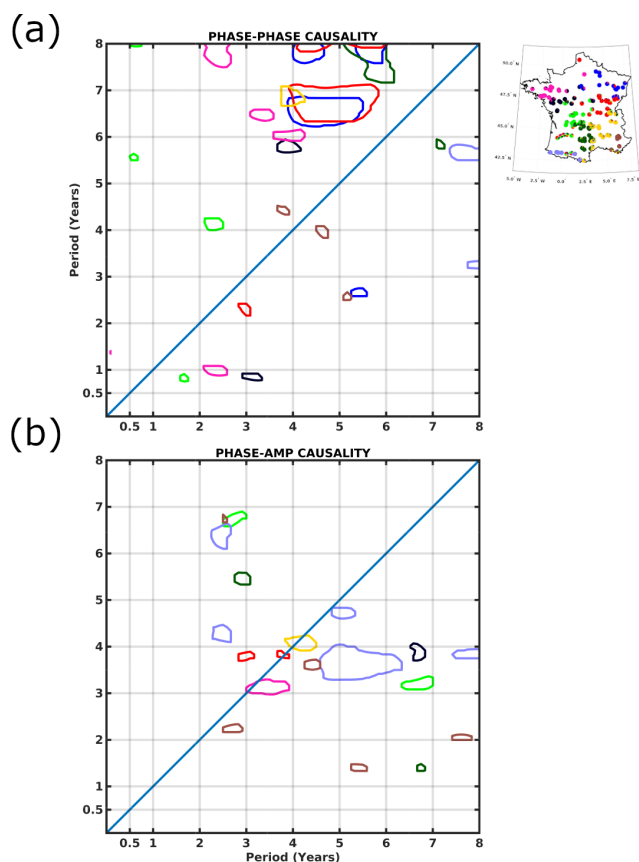 (a)
PHASE-PHASE CAUSALITY
8
7
6
5
4
3
2
1
0.5
Period (Years)
0.5 1 2 3 4 5 6 7 8
50.0° N
47.5° N
45.0° N
42.5° N
5.0° W 2.5° W 0.0° 2.5° E 5.0° E 7.5° E
(b)
PHASE-AMP CAUSALITY
8
7
6
5
4
3
2
1
0.5
0.5 1 2 3 4 5 6 7 8
Period (Years)